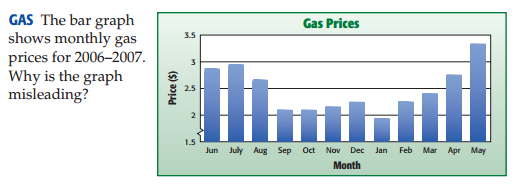 GAS The bar graph
shows monthly gas
prices for 2006–2007.
Why is the graph
misleading?
Gas Prices
3.5
3
2.5
2
1.5
Price ($)
Jun July Aug Sep Oct Nov Dec Jan Feb Mar Apr May
Month